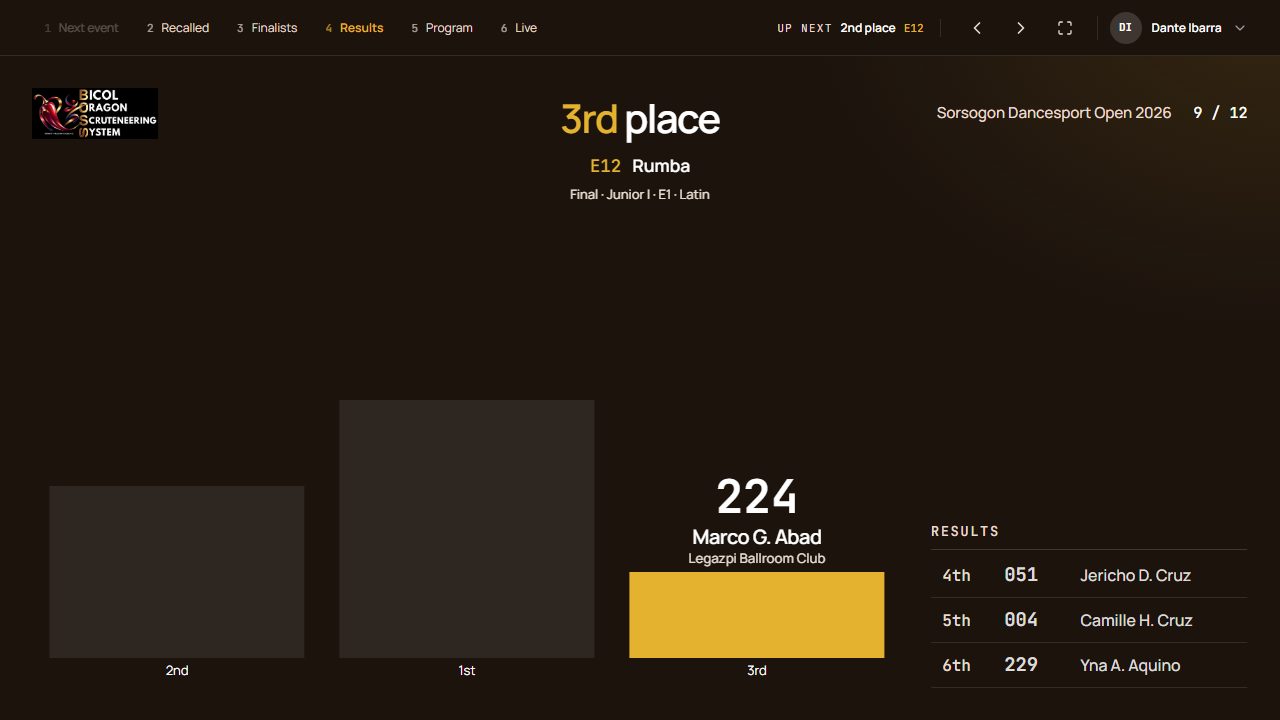 1 Next event 2 Recalled 3 Finalists 4 Results 5 Program 6 Live UP NEXT 2nd place E12 DI Dante Ibarra
BICOL
DRAGON
SCRUTENEERING
SYSTEM
3rd place
Sorsogon Dancesport Open 2026 9 / 12
E12 Rumba
Final · Junior I · E1 · Latin
224
Marco G. Abad
Legazpi Ballroom Club
2nd
1st
3rd
RESULTS
4th 051 Jericho D. Cruz
5th 004 Camille H. Cruz
6th 229 Yna A. Aquino